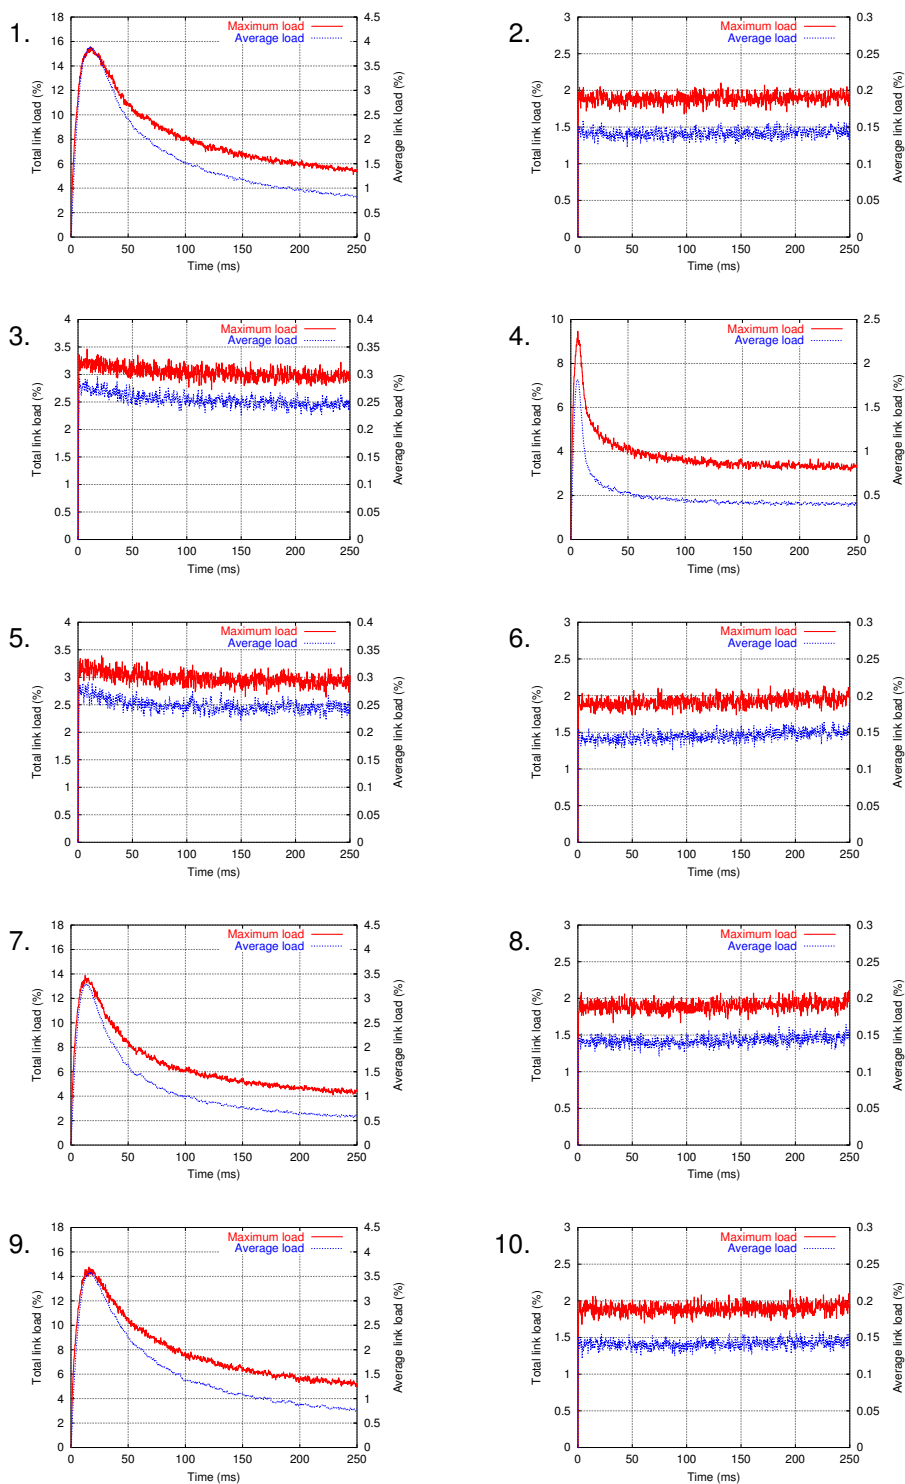 1.
Maximum load
Average load
Total link load (%)
18
16
14
12
10
8
6
4
2
0
Average link load (%)
4.5
4
3.5
3
2.5
2
1.5
1
0.5
0
0 50 100 150 200 250
Time (ms)
2.
Maximum load
Average load
Total link load (%)
3
2.5
2
1.5
1
0.5
0
Average link load (%)
0.3
0.25
0.2
0.15
0.1
0.05
0
0 50 100 150 200 250
Time (ms)
3.
Maximum load
Average load
Total link load (%)
4
3.5
3
2.5
2
1.5
1
0.5
0
Average link load (%)
0.4
0.35
0.3
0.25
0.2
0.15
0.1
0.05
0
0 50 100 150 200 250
Time (ms)
4.
Maximum load
Average load
Total link load (%)
10
8
6
4
2
0
Average link load (%)
2.5
2
1.5
1
0.5
0
0 50 100 150 200 250
Time (ms)
5.
Maximum load
Average load
Total link load (%)
4
3.5
3
2.5
2
1.5
1
0.5
0
Average link load (%)
0.4
0.35
0.3
0.25
0.2
0.15
0.1
0.05
0
0 50 100 150 200 250
Time (ms)
6.
Maximum load
Average load
Total link load (%)
3
2.5
2
1.5
1
0.5
0
Average link load (%)
0.3
0.25
0.2
0.15
0.1
0.05
0
0 50 100 150 200 250
Time (ms)
7.
Maximum load
Average load
Total link load (%)
18
16
14
12
10
8
6
4
2
0
Average link load (%)
4.5
4
3.5
3
2.5
2
1.5
1
0.5
0
0 50 100 150 200 250
Time (ms)
8.
Maximum load
Average load
Total link load (%)
3
2.5
2
1.5
1
0.5
0
Average link load (%)
0.3
0.25
0.2
0.15
0.1
0.05
0
0 50 100 150 200 250
Time (ms)
9.
Maximum load
Average load
Total link load (%)
18
16
14
12
10
8
6
4
2
0
Average link load (%)
4.5
4
3.5
3
2.5
2
1.5
1
0.5
0
0 50 100 150 200 250
Time (ms)
10.
Maximum load
Average load
Total link load (%)
3
2.5
2
1.5
1
0.5
0
Average link load (%)
0.3
0.25
0.2
0.15
0.1
0.05
0
0 50 100 150 200 250
Time (ms)